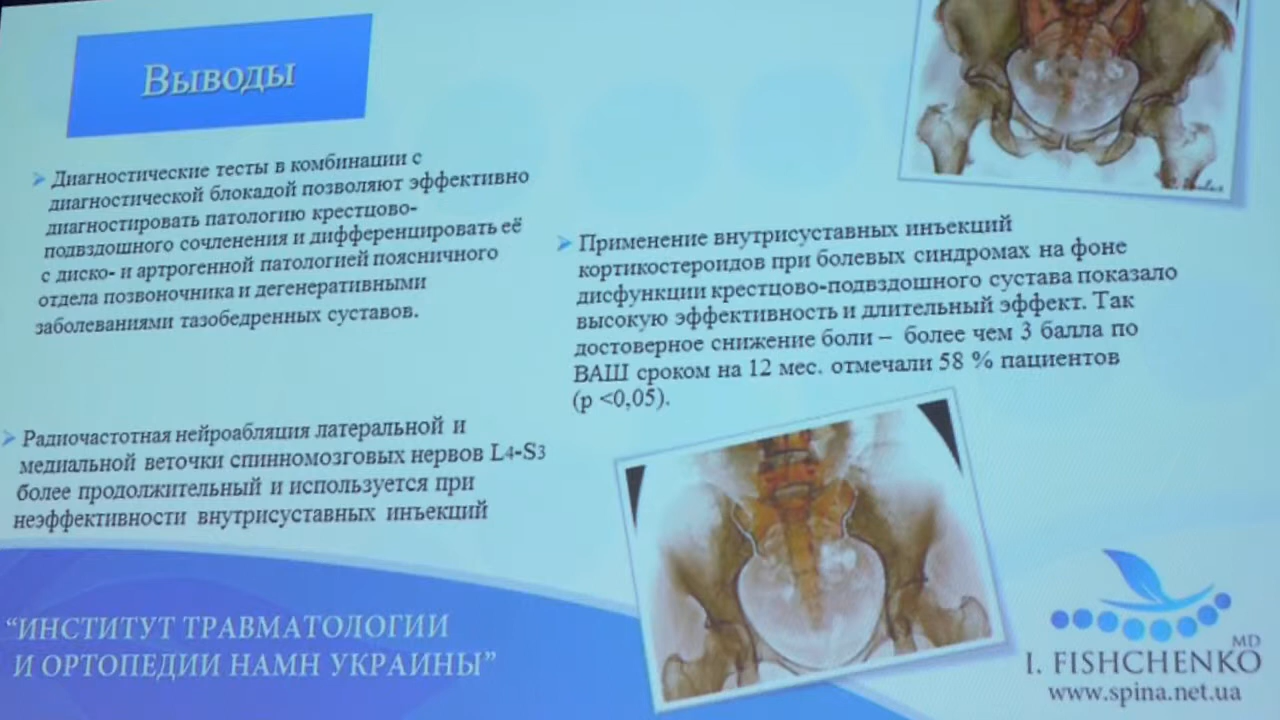 Выводы
Диагностические тесты в комбинации с
диагностической блокадой позволяют эффективно
диагностировать патологию крестцово-
подвздошного сочленения и дифференцировать её
с диско- и артрогенной патологией поясничного
отдела позвоночника и дегенеративными
заболеваниями тазобедренных суставов.
Радиочастотная нейроабляция латеральной и
медиальной веточки спинномозговых нервов L4-S3
более продолжительный и используется при
неэффективности внутрисуставных инъекций
Применение внутрисуставных инъекций
кортикостероидов при болевых синдромах на фоне
дисфункции крестцово-подвздошного сустава показало
высокую эффективность и длительный эффект. Так
достоверное снижение боли – более чем 3 балла по
ВАШ сроком на 12 мес. отмечали 58 % пациентов
(р <0,05).
“ИНСТИТУТ ТРАВМАТОЛОГИИ
И ОРТОПЕДИИ НАМН УКРАИНЫ”
MD
I. FISHCHENKO
www.spina.net.ua